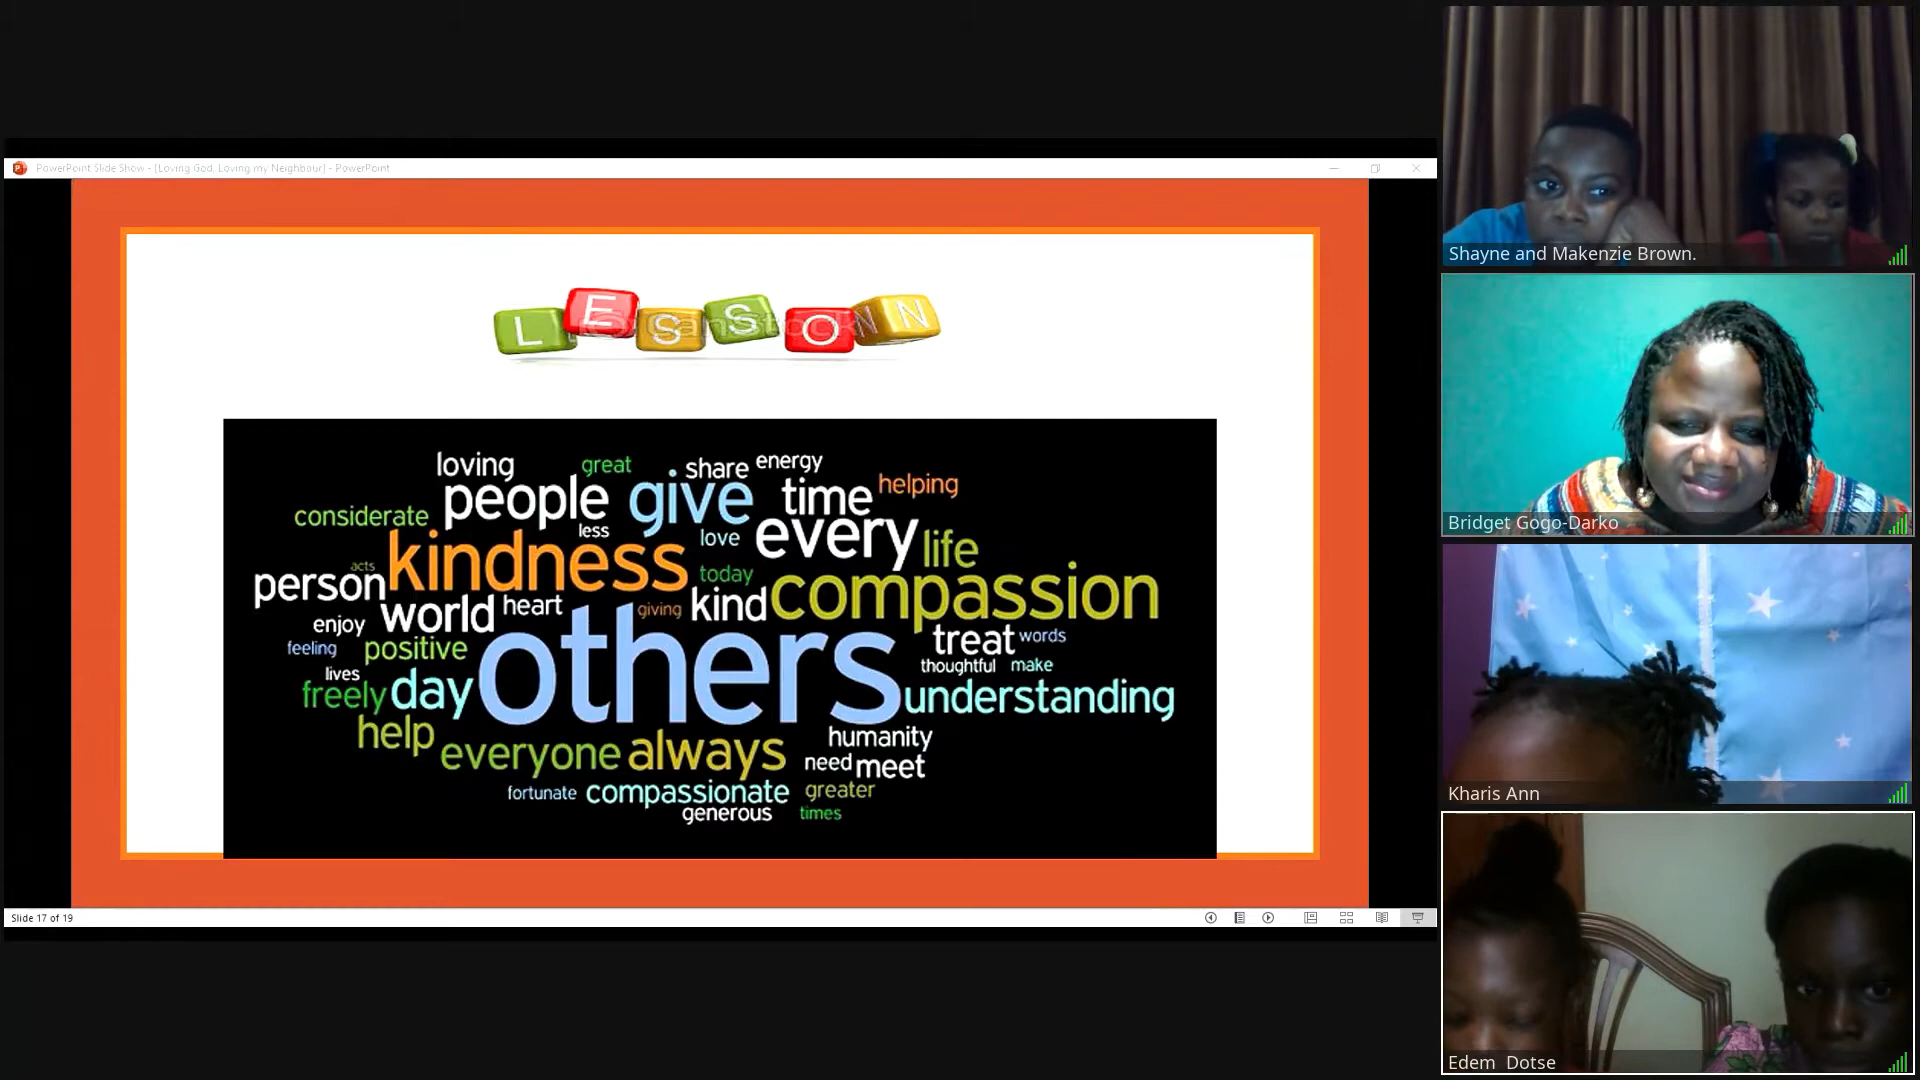 PowerPoint Slide Show - [Loving God, Loving my Neighbour] - PowerPoint
LESSON
© CanStock
loving great share energy
people give time helping
considerate less love every life
acts kindness today compassion
person world heart giving kind
enjoy others treat words
feeling positive thoughtful make
lives
freely day understanding
help everyone always humanity
need meet
fortunate compassionate greater
generous times
Slide 17 of 19
Shayne and Makenzie Brown.
Bridget Gogo-Darko
Kharis Ann
Edem Dotse